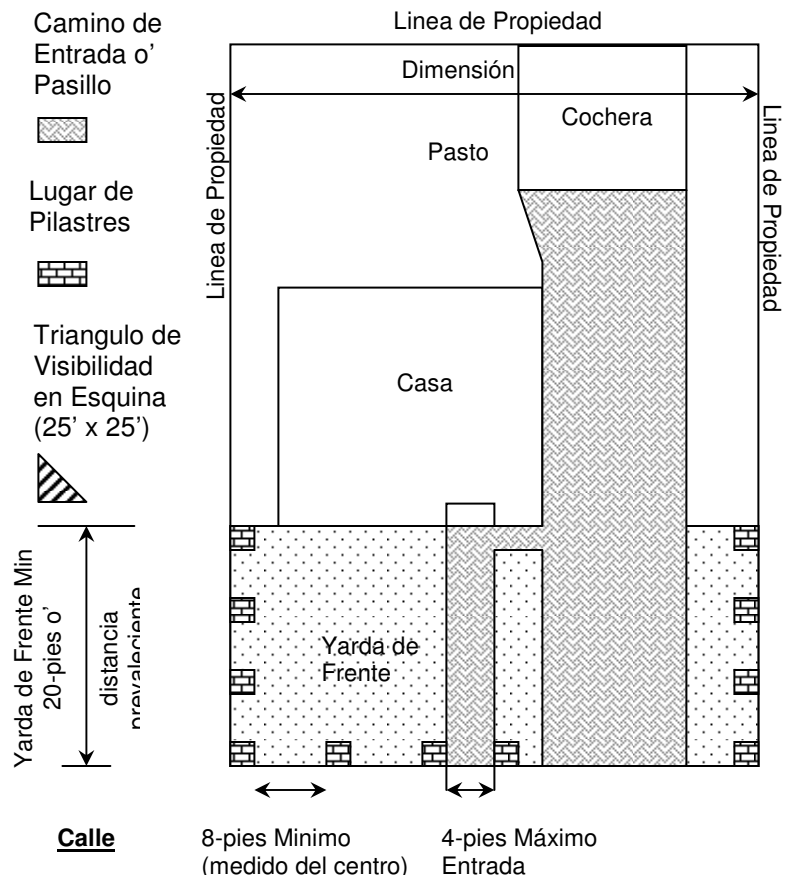 Camino de
Entrada o’
Pasillo
Lugar de
Pilastres
Triangulo de
Visibilidad
en Esquina
(25’ x 25’)
Linea de Propiedad
Dimensión
Linea de Propiedad
Linea de Propiedad
Cochera
Pasto
Casa
Yarda de Frente Min
20-pies o’
distancia
prevaleciente
Yarda de
Frente
Calle
8-pies Minimo
(medido del centro)
4-pies Máximo
Entrada